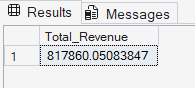 Results Messages
Total_Revenue
1 817860.05083847